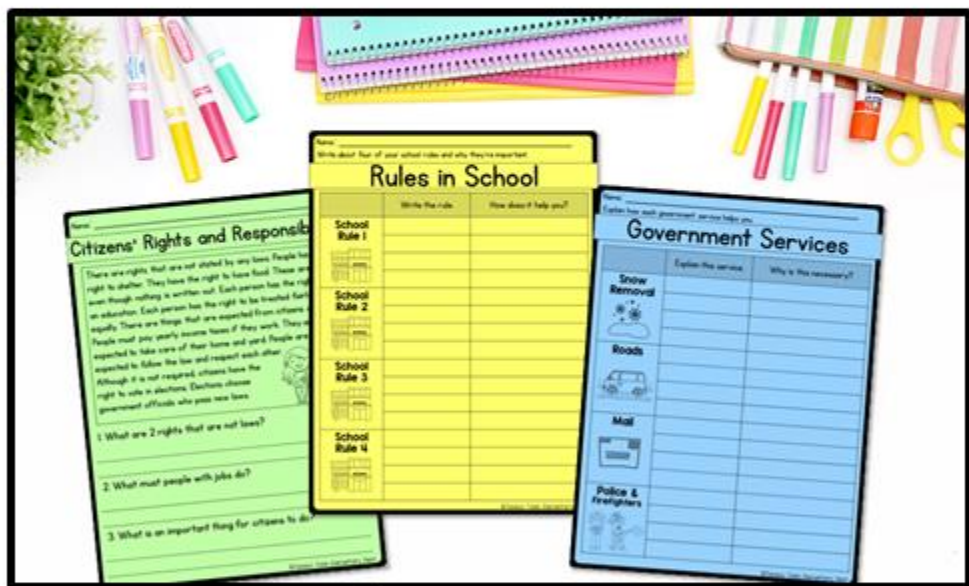 Name:
Citizens' Rights and Responsib
There are rights that are not stated by any laws. People ha
right to shelter. They have the right to have food. These are
even though nothing is written out. Each person has the righ
an education. Each person has the right to be treated fairl
equally. There are things that are expected from citizens
People must pay yearly income taxes if they work. They a
expected to take care of their home and yard. People are
expected to follow the law and respect each other.
Although it is not required, citizens have the
right to vote in elections. Elections choose
government officials who pass new laws.
1. What are 2 rights that are not laws?
2. What must people with jobs do?
3. What is an important thing for citizens to do?
Name:
Write about four of your school rules and why they're important.
Rules in School
Write the rule.
How does it help you?
School
Rule 1
School
Rule 2
School
Rule 3
School
Rule 4
Name:
Explain how each government service helps you.
Government Services
Explain this service.
Why is this necessary?
Snow
Removal
Roads
Mail
Police &
Firefighters